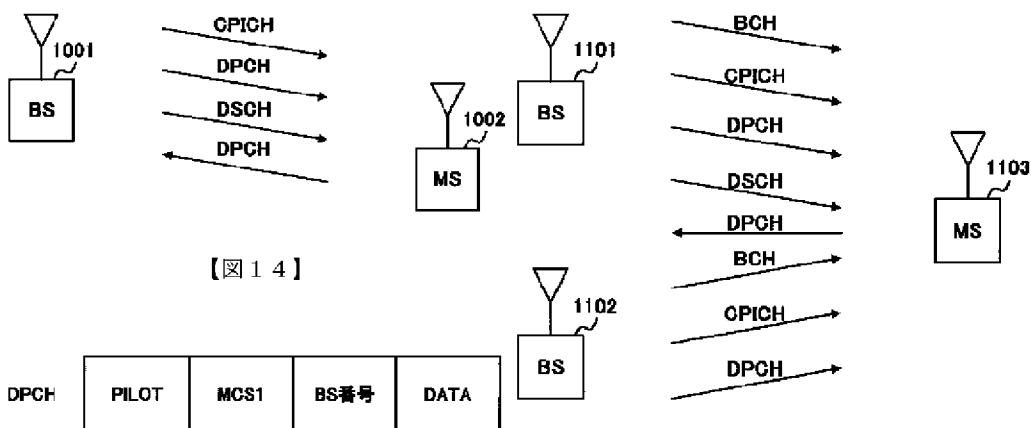 CPICH
1001
DPCH
BS
DSCH
1002
DPCH
MS
【図14】
DPCH
PILOT
MCS1
BS番号
DATA
BCH
1101
CPICH
BS
DPCH
DSCH
1103
DPCH
MS
BCH
1102
CPICH
BS
DPCH